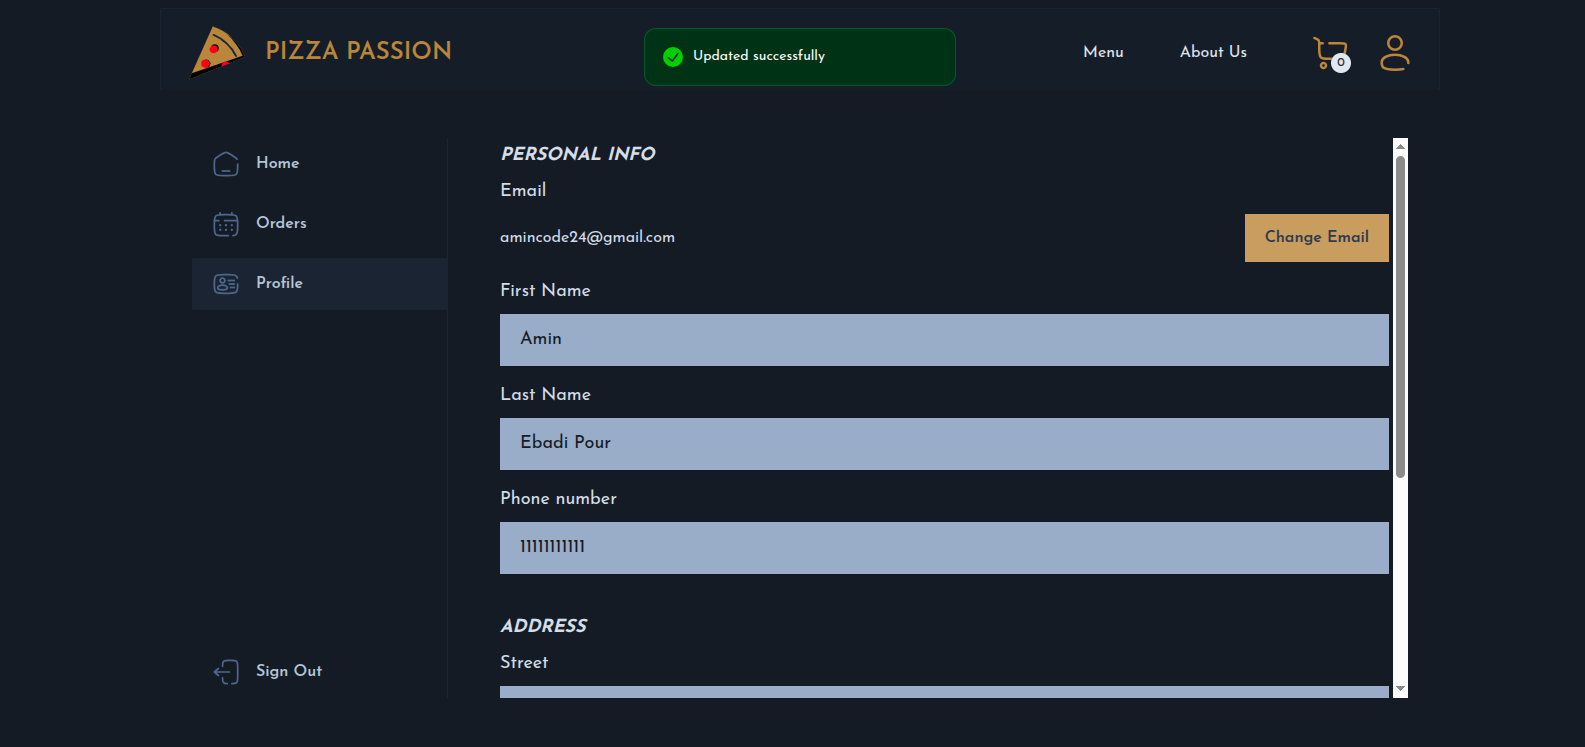 PIZZA PASSION
Updated successfully
Menu
About Us
0
Home
Orders
Profile
Sign Out
PERSONAL INFO
Email
amincode24@gmail.com
Change Email
First Name
Amin
Last Name
Ebadi Pour
Phone number
11111111111
ADDRESS
Street